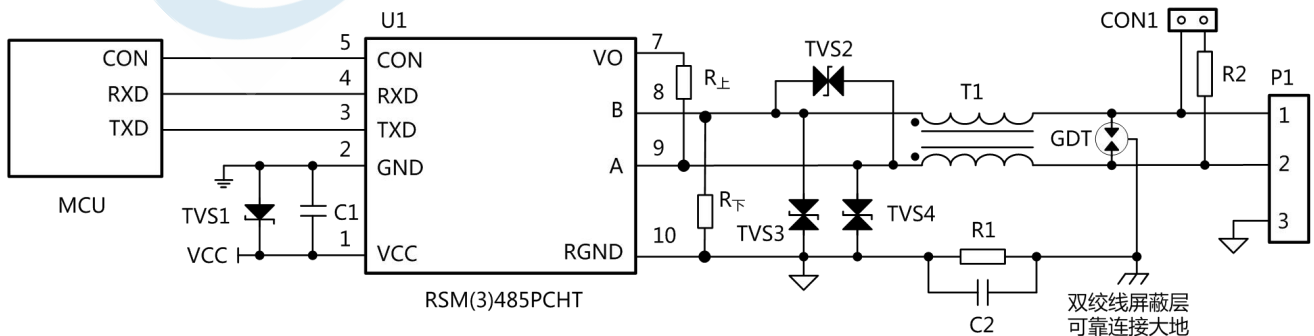 U1
CON1
5
7
TVS2
CON
CON
VO
R上
R2
P1
4
8
T1
RXD
RXD
B
1
3
TXD
TXD
GDT
2
9
GND
A
2
MCU
TVS1
C1
R下
TVS3
TVS4
3
1
10
R1
VCC
VCC
RGND
RSM(3)485PCHT
C2
双绞线屏蔽层
可靠连接大地